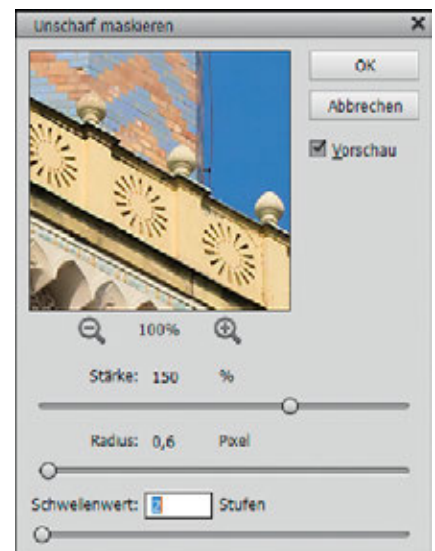 Unscharf maskieren
OK
Abbrechen
Vorschau
100%
Stärke: 150 %
Radius: 0,6 Pixel
Schwellenwert: 2 Stufen